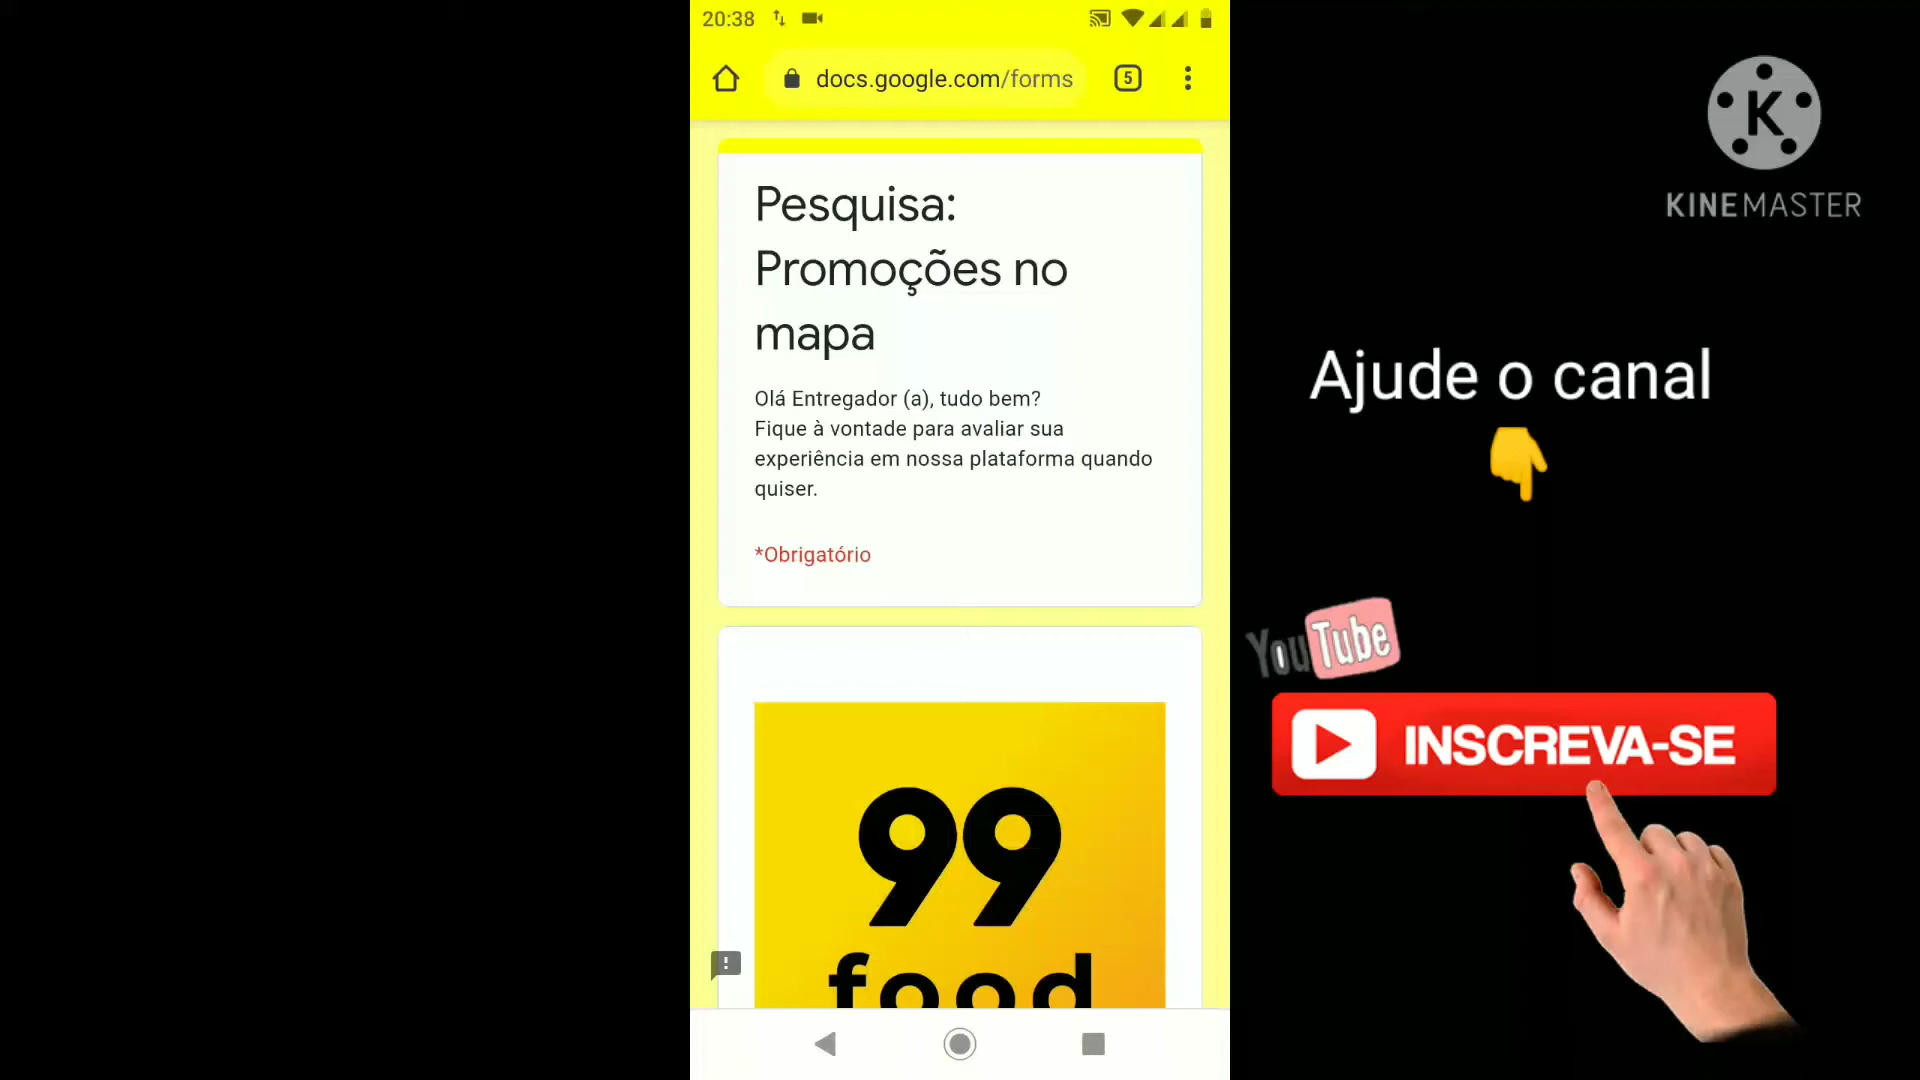 20:38
docs.google.com/forms
5
Pesquisa:
Promoções no
mapa
Olá Entregador (a), tudo bem?
Fique à vontade para avaliar sua
experiência em nossa plataforma quando
quiser.
*Obrigatório
99
food
K
KINEMASTER
Ajude o canal
YouTube
INSCREVA-SE